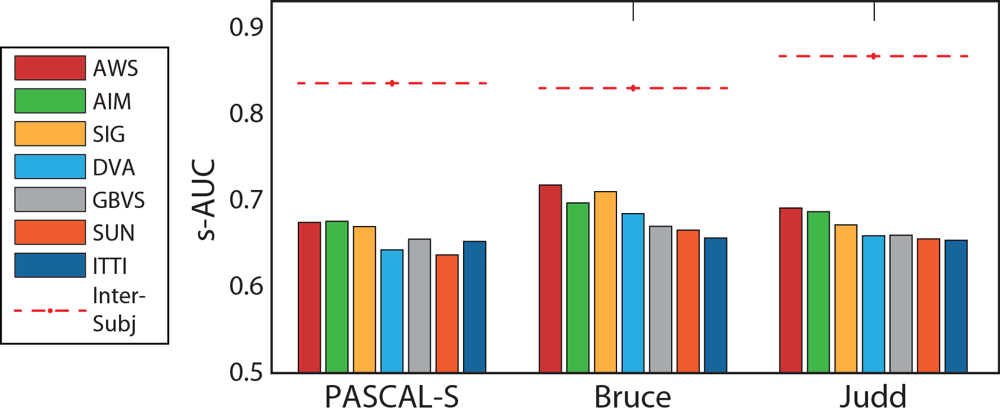 AWS
AIM
SIG
DVA
GBVS
SUN
ITTI
Inter-
Subj
s-AUC
0.9
0.8
0.7
0.6
0.5
PASCAL-S
Bruce
Judd